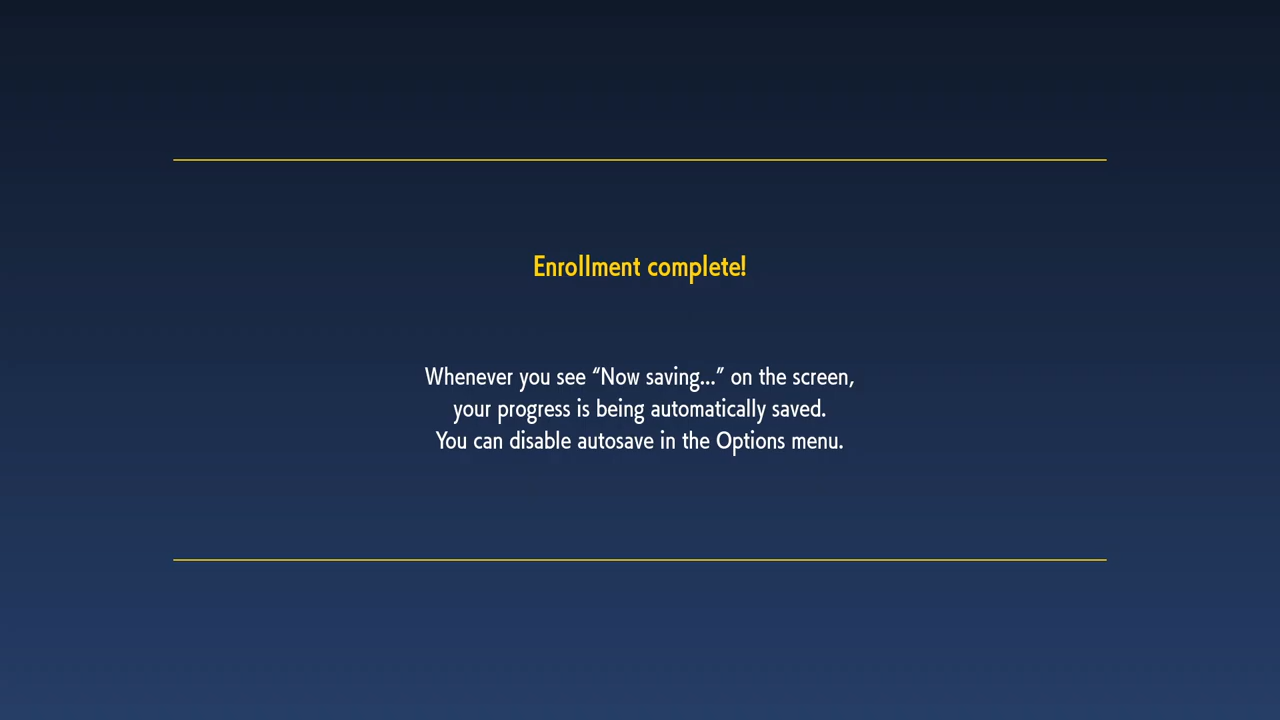 Enrollment complete!
Whenever you see “Now saving...” on the screen,
your progress is being automatically saved.
You can disable autosave in the Options menu.